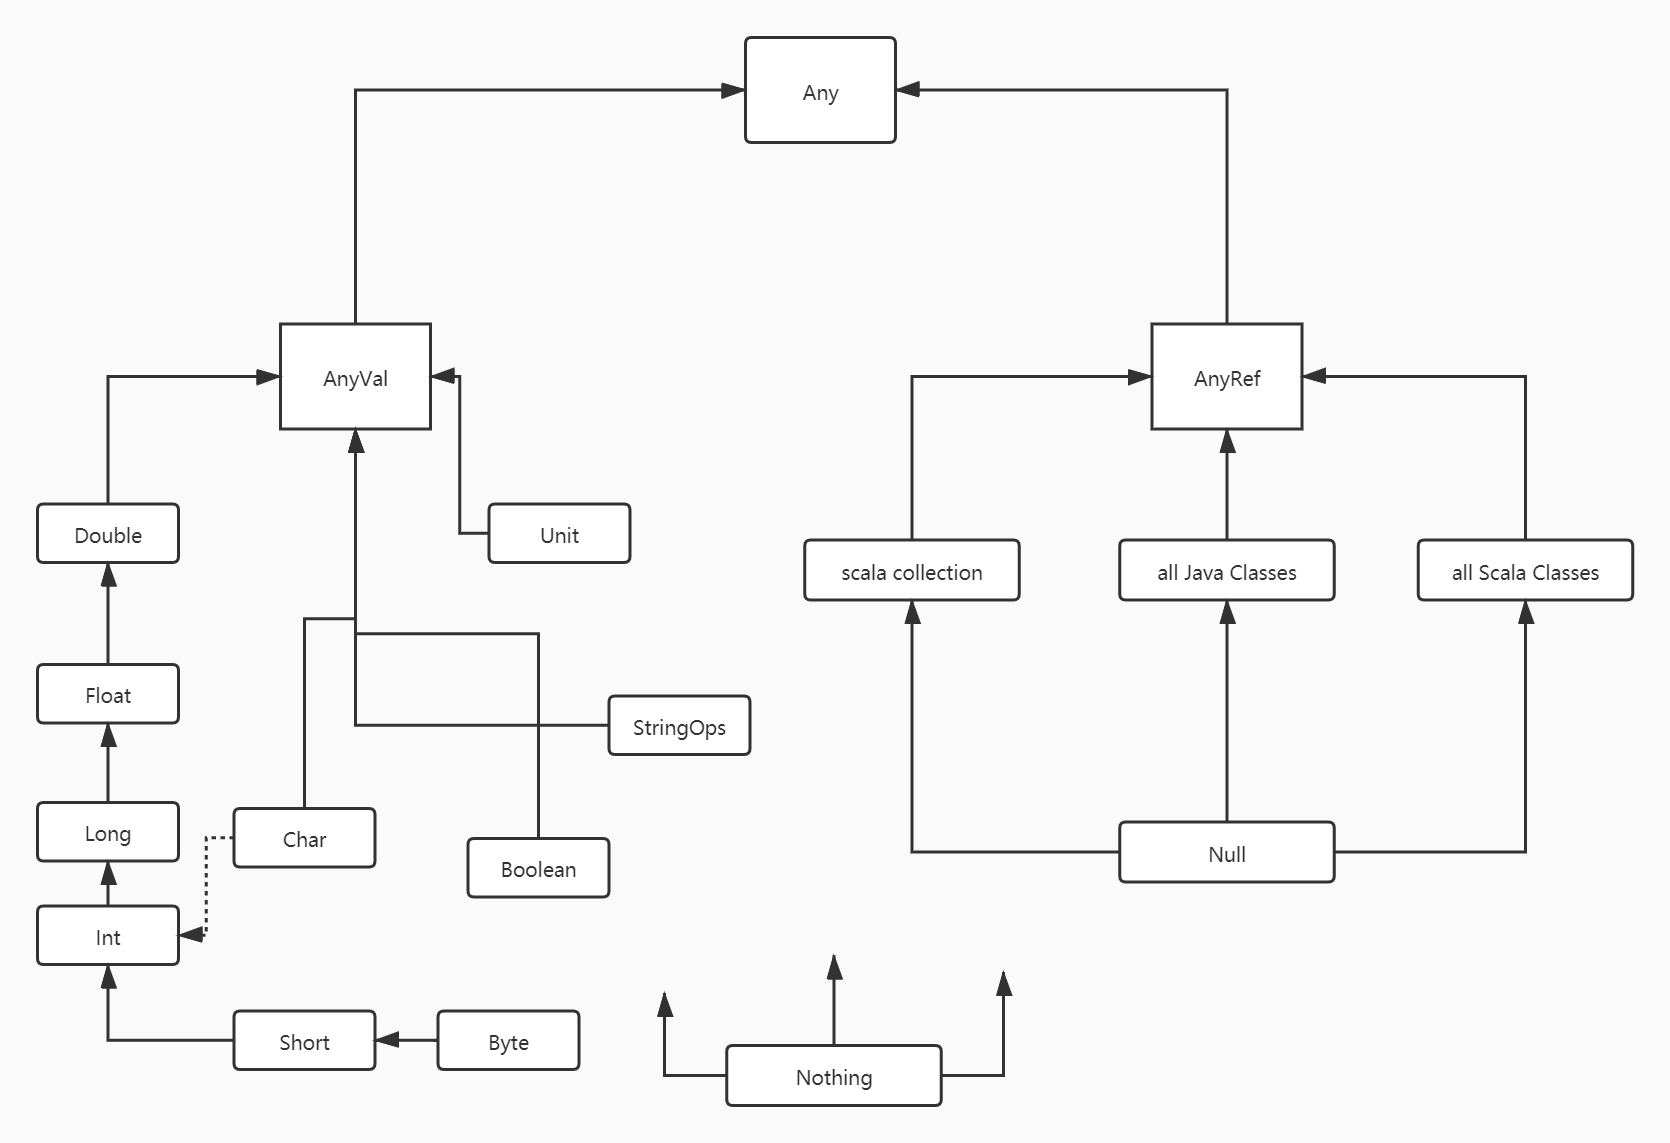 Any
AnyVal
AnyRef
Double
Unit
scala collection
all Java Classes
all Scala Classes
Float
StringOps
Long
Char
Boolean
Null
Int
Short
Byte
Nothing